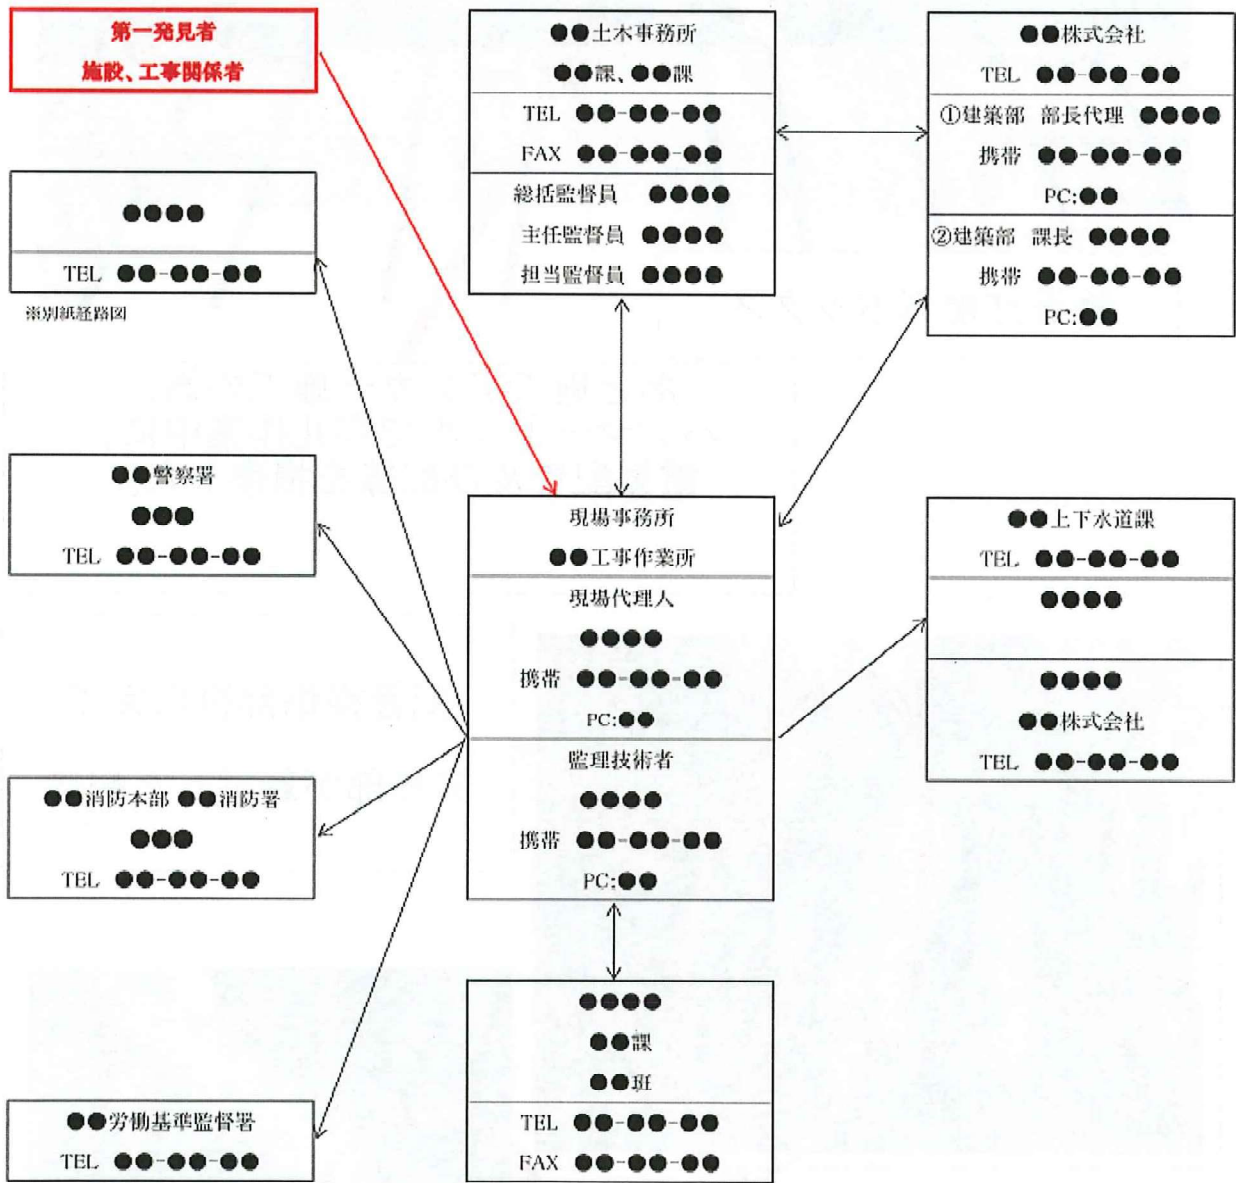 第一発見者
施設、工事関係者
●●●●
TEL ●●-●●-●●
※別紙経路図
●●警察署
●●●
TEL ●●-●●-●●
●●消防本部 ●●消防署
●●●
TEL ●●-●●-●●
●●労働基準監督署
TEL ●●-●●-●●
●●土木事務所
●●課、●●課
TEL ●●-●●-●●
FAX ●●-●●-●●
総括監督員 ●●●●
主任監督員 ●●●●
担当監督員 ●●●●
現場事務所
●●工事作業所
現場代理人
●●●●
携帯 ●●-●●-●●
PC:●●
監理技術者
●●●●
携帯 ●●-●●-●●
PC:●●
●●●●
●●課
●●班
TEL ●●-●●-●●
FAX ●●-●●-●●
●●株式会社
TEL ●●-●●-●●
①建築部 部長代理 ●●●●
携帯 ●●-●●-●●
PC:●●
②建築部 課長 ●●●●
携帯 ●●-●●-●●
PC:●●
●●上下水道課
TEL ●●-●●-●●
●●●●
●●●●
●●株式会社
TEL ●●-●●-●●